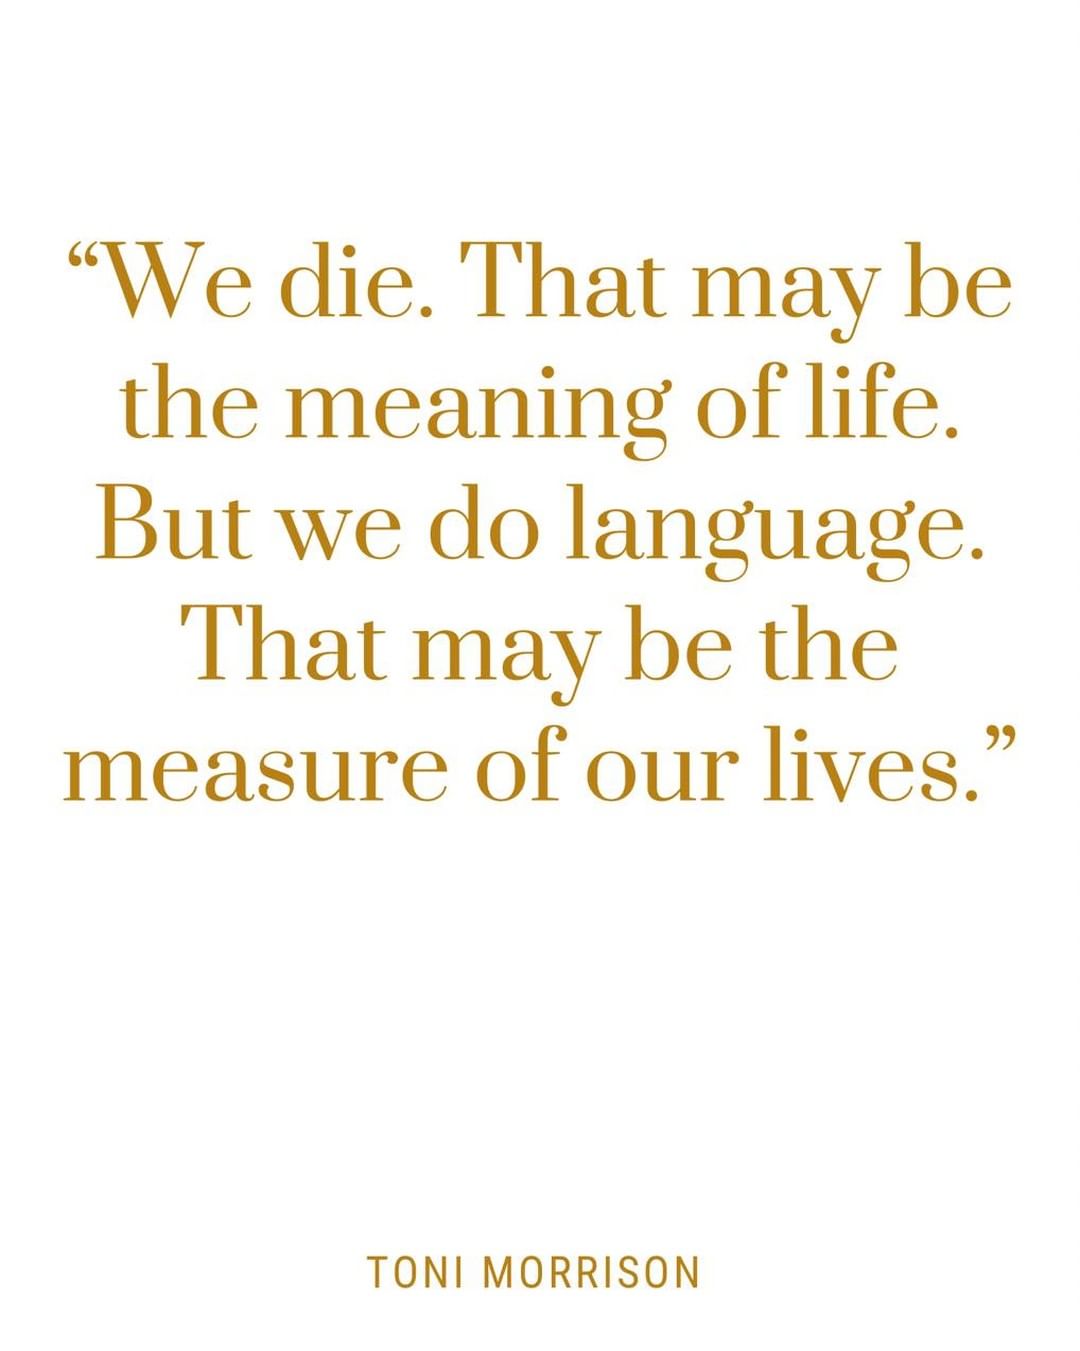 “We die. That may be
the meaning of life.
But we do language.
That may be the
measure of our lives.”
TONI MORRISON